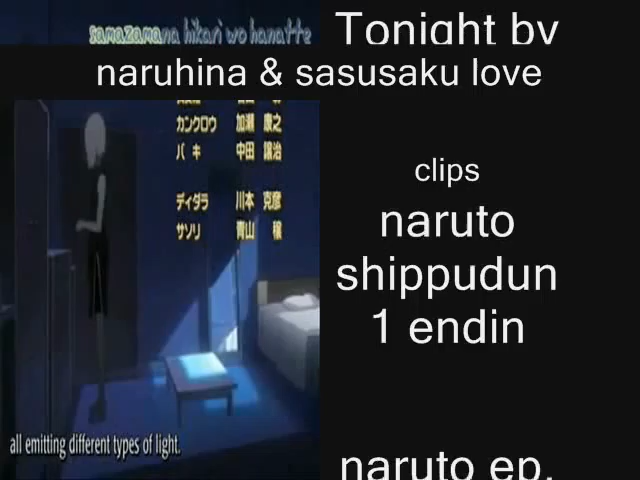 samazamana hikari wo hanatte
Tonight by
naruhina & sasusaku love
カンクロウ 加瀬 康之
バキ 中田 譲治
ディダラ 川本 克彦
サソリ 青山 穣
clips
naruto
shippudun
1 endin
all emitting different types of light.
naruto ep.